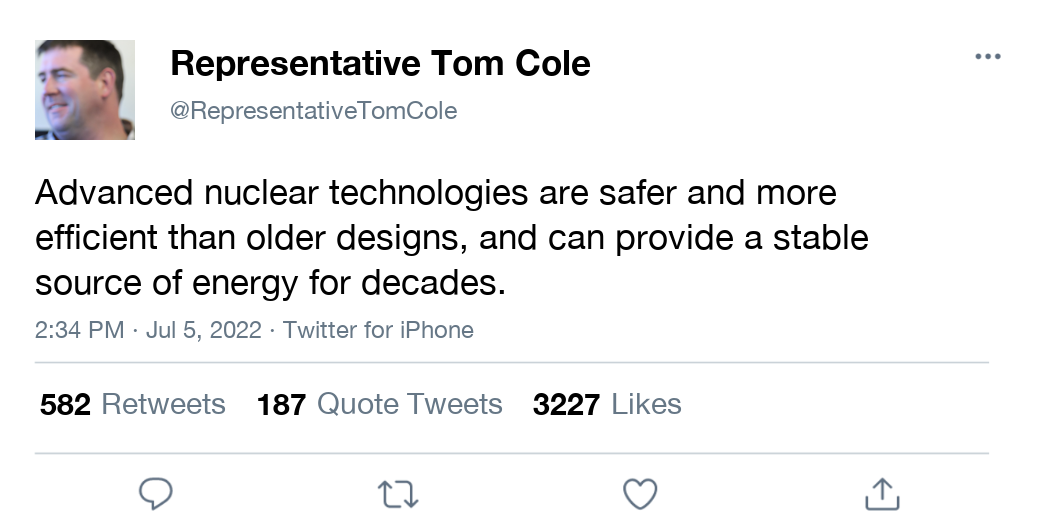 Representative Tom Cole
@RepresentativeTomCole
Advanced nuclear technologies are safer and more
efficient than older designs, and can provide a stable
source of energy for decades.
2:34 PM · Jul 5, 2022 · Twitter for iPhone
582 Retweets 187 Quote Tweets 3227 Likes